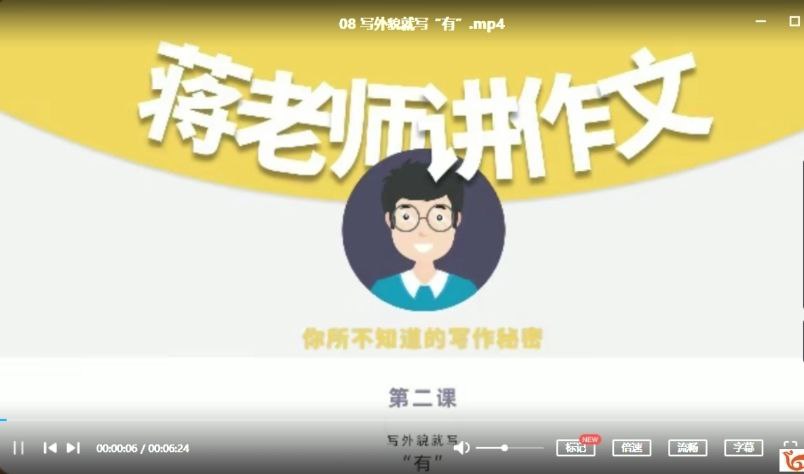 08 写外貌就写“有”.mp4
蒋老师讲作文
你所不知道的写作秘密
第二课
写外貌就写
“有”
00:00:06 / 00:06:24
标记
NEW
倍速
流畅
字幕